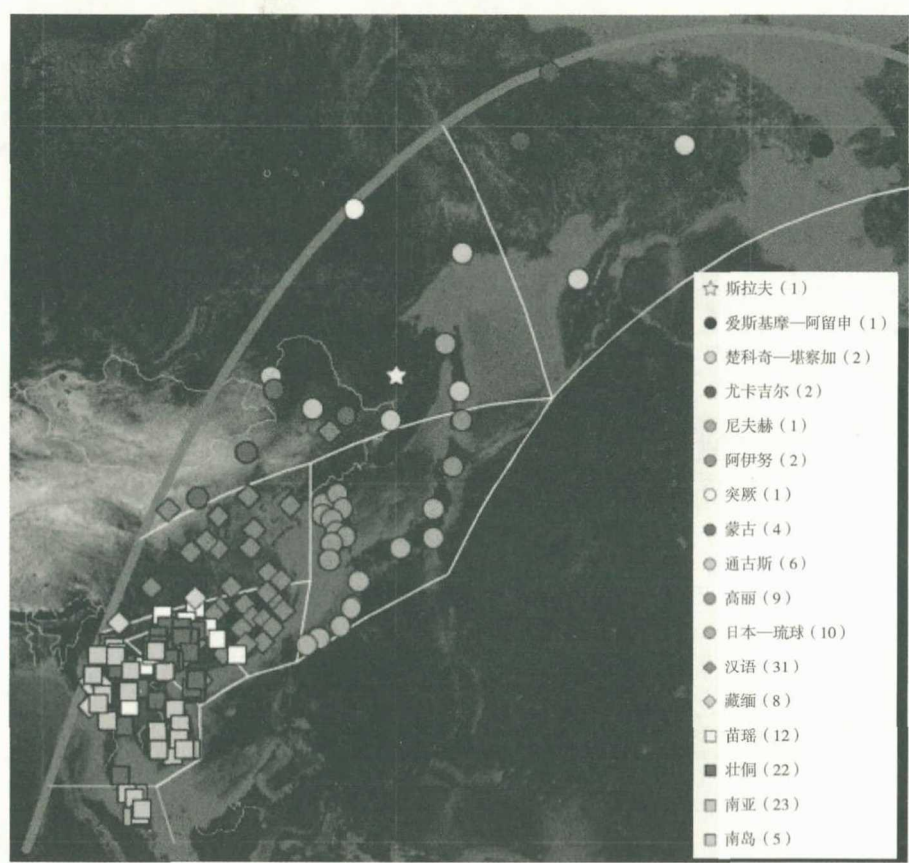 斯拉夫（1）
爱斯基摩—阿留申（1）
楚科奇—堪察加（2）
尤卡吉尔（2）
尼夫赫（1）
阿伊努（2）
突厥（1）
蒙古（4）
通古斯（6）
高丽（9）
日本—琉球（10）
汉语（31）
藏缅（8）
苗瑶（12）
壮侗（22）
南亚（23）
南岛（5）